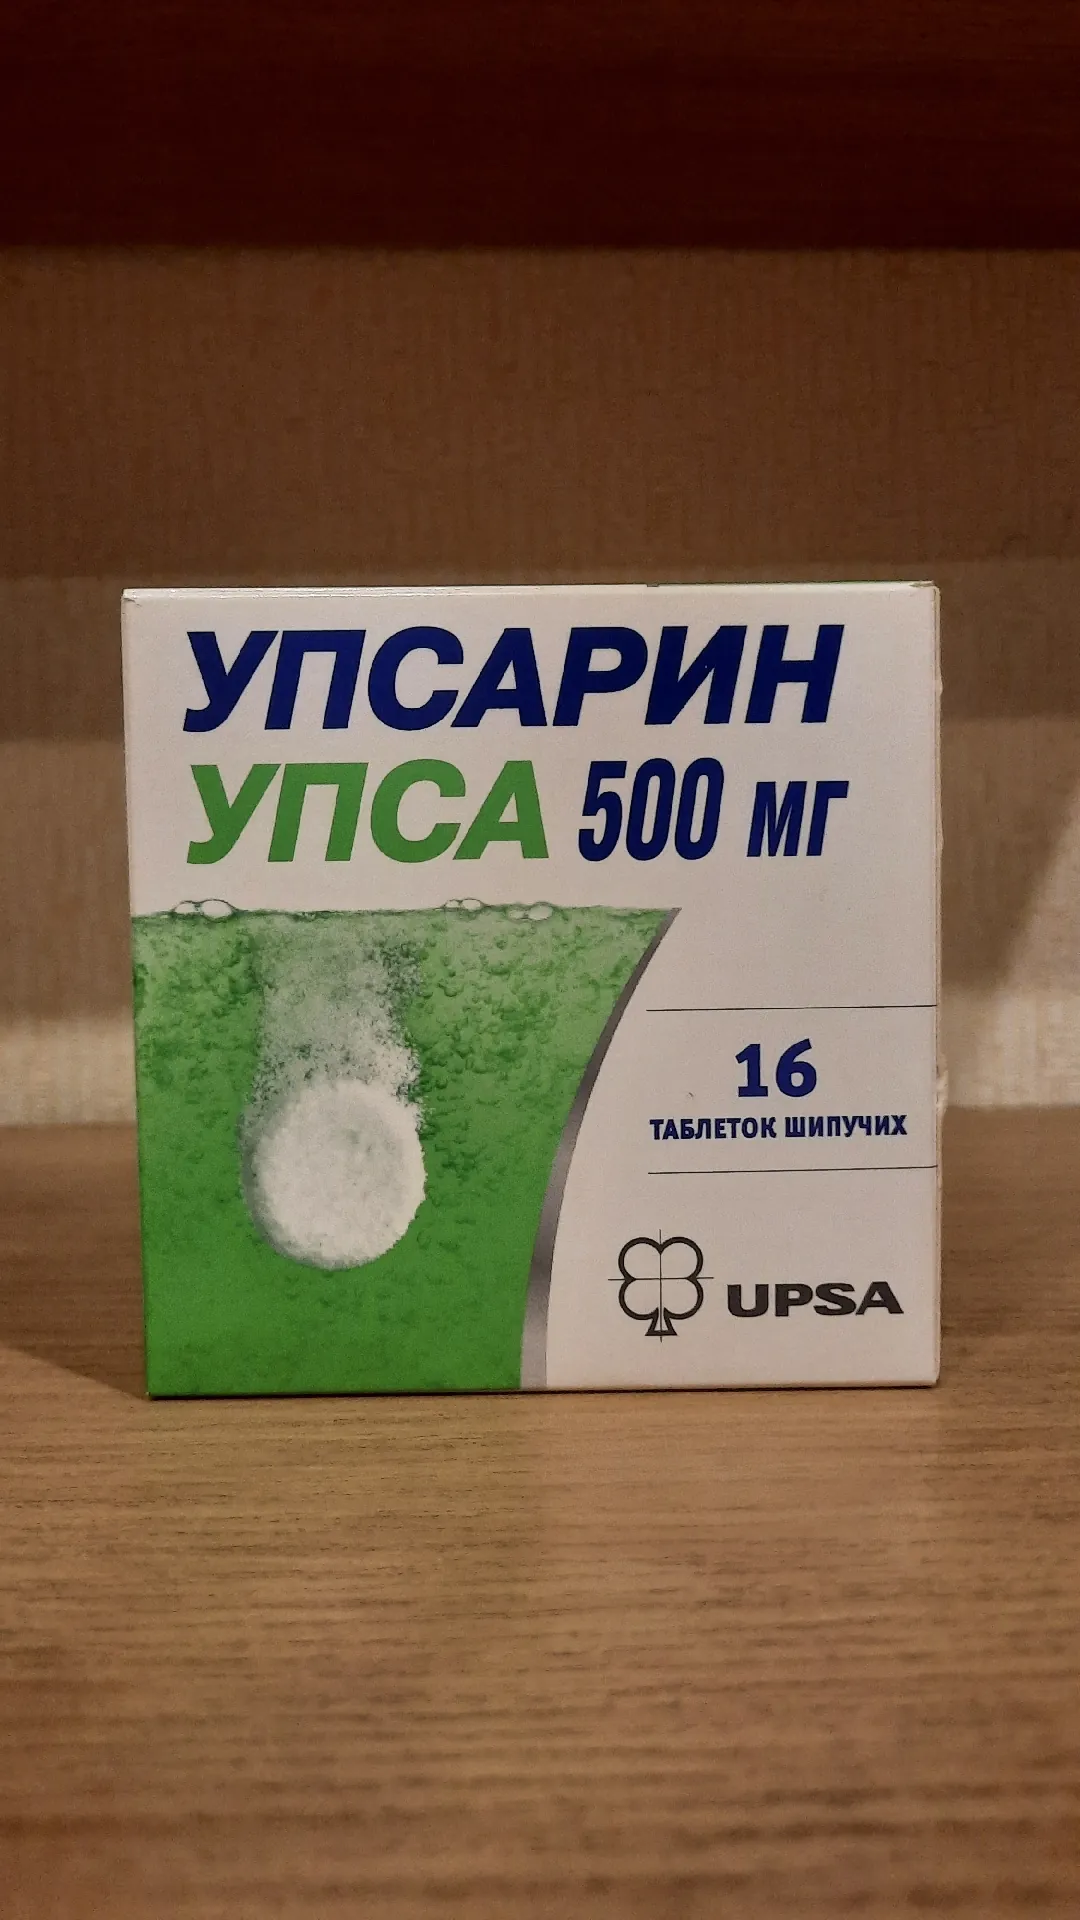 УПСАРИН
УПСА 500 мг
16
ТАБЛЕТОК ШИПУЧИХ
UPSA